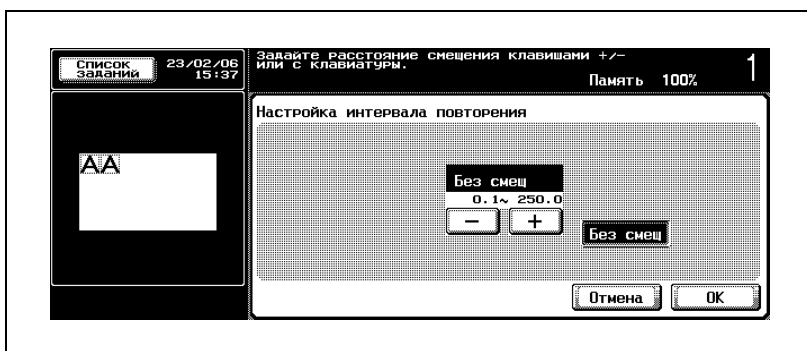 Список
заданий
23/02/06
15:37
Задайте расстояние смещения клавишами +/-
или с клавиатуры.
Память 100%
1
Настройка интервала повторения
AA
Без смещ
0.1~ 250.0
− +
Без смещ
Отмена OK